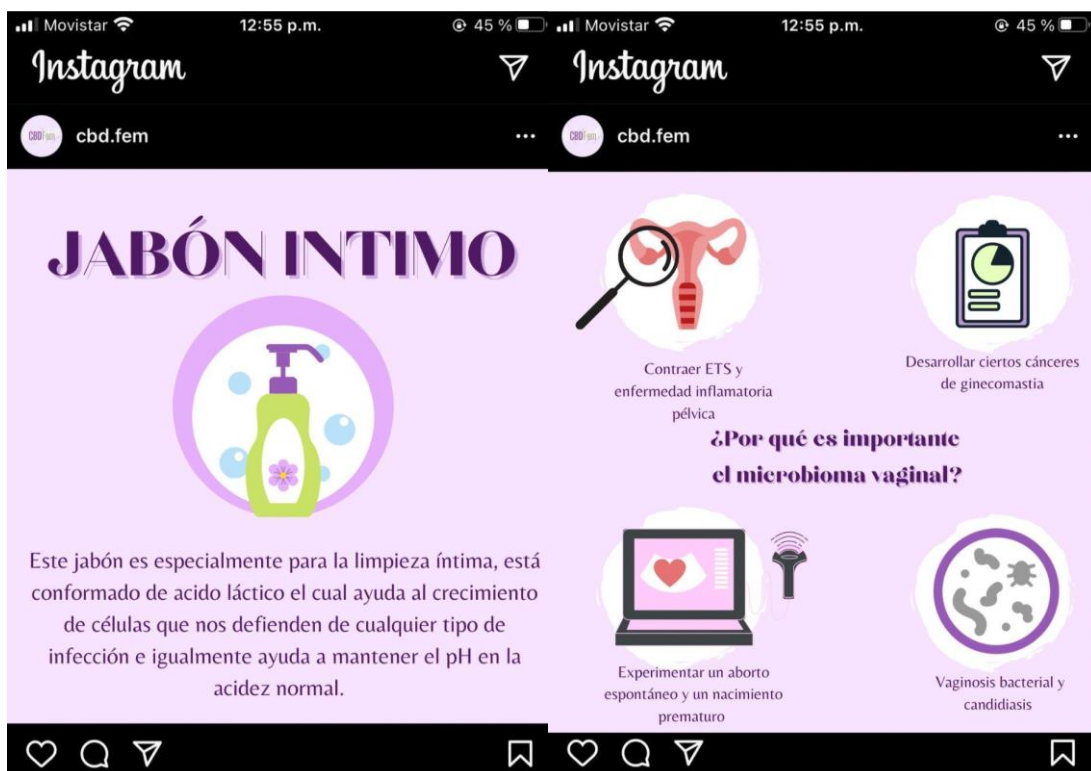 Movistar 12:55 p.m. 45 %
Instagram
CBDFem cbd.fem
JABÓN INTIMO
Este jabón es especialmente para la limpieza íntima, está
conformado de acido láctico el cual ayuda al crecimiento
de células que nos defienden de cualquier tipo de
infección e igualmente ayuda a mantener el pH en la
acidez normal.
Movistar 12:55 p.m. 45 %
Instagram
CBDFem cbd.fem
Contraer ETS y
enfermedad inflamatoria
pélvica
Desarrollar ciertos cánceres
de ginecomastia
¿Por qué es importante
el microbioma vaginal?
Experimentar un aborto
espontáneo y un nacimiento
prematuro
Vaginosis bacterial y
candidiasis